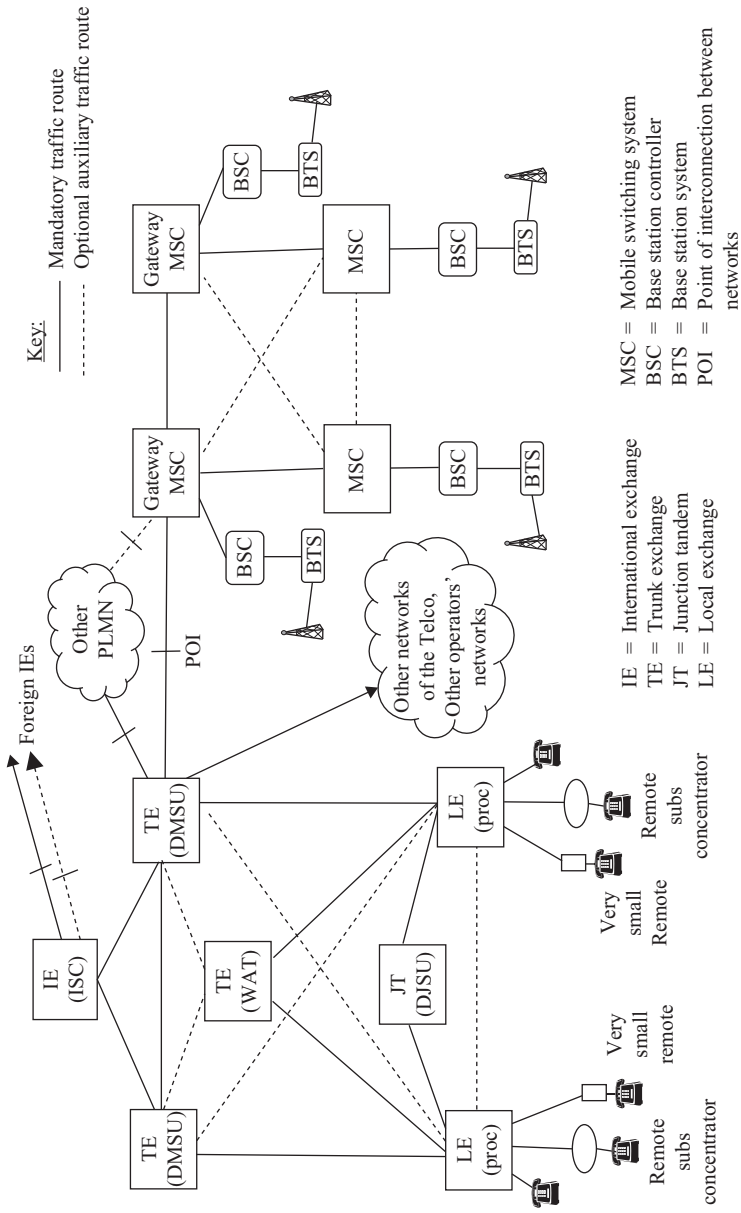 Key:
Mandatory traffic route
Optional auxiliary traffic route
Foreign IEs
IE
(ISC)
Other
PLMN
Gateway
MSC
Gateway
MSC
TE
(DMSU)
TE
(DMSU)
POI
BSC
BTS
BSC
BTS
TE
(WAT)
MSC
MSC
Other networks
of the Telco,
Other operators'
networks
JT
(DJSU)
BSC
BTS
BSC
BTS
LE
(proc)
LE
(proc)
Remote
subs
concentrator
Very
small
remote
Very
small
Remote
Remote
subs
concentrator
IE = International exchange
TE = Trunk exchange
JT = Junction tandem
LE = Local exchange
MSC = Mobile switching system
BSC = Base station controller
BTS = Base station system
POI = Point of interconnection between
networks